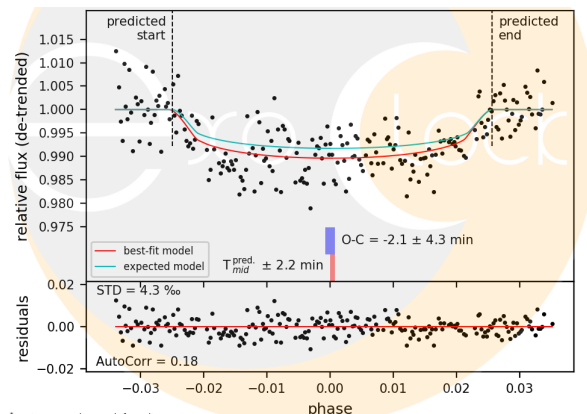 predicted
start
predicted
end
1.015
1.010
1.005
1.000
0.995
0.990
0.985
0.980
0.975
relative flux (de-trended)
O-C = -2.1 ± 4.3 min
best-fit model
expected model
T_mid^pred. ± 2.2 min
STD = 4.3 ‰
0.02
0.00
−0.02
residuals
AutoCorr = 0.18
−0.03 −0.02 −0.01 0.00 0.01 0.02 0.03
phase